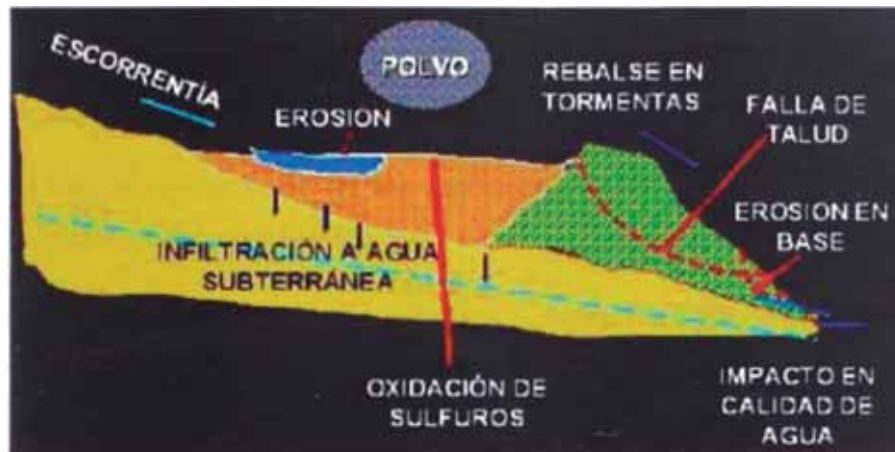 ESCORRENTÍA
POLVO
EROSION
REBALSE EN
TORMENTAS
FALLA DE
TALUD
EROSION EN
BASE
INFILTRACIÓN A AGUA
SUBTERRÁNEA
OXIDACIÓN DE
SULFUROS
IMPACTO EN
CALIDAD DE
AGUA